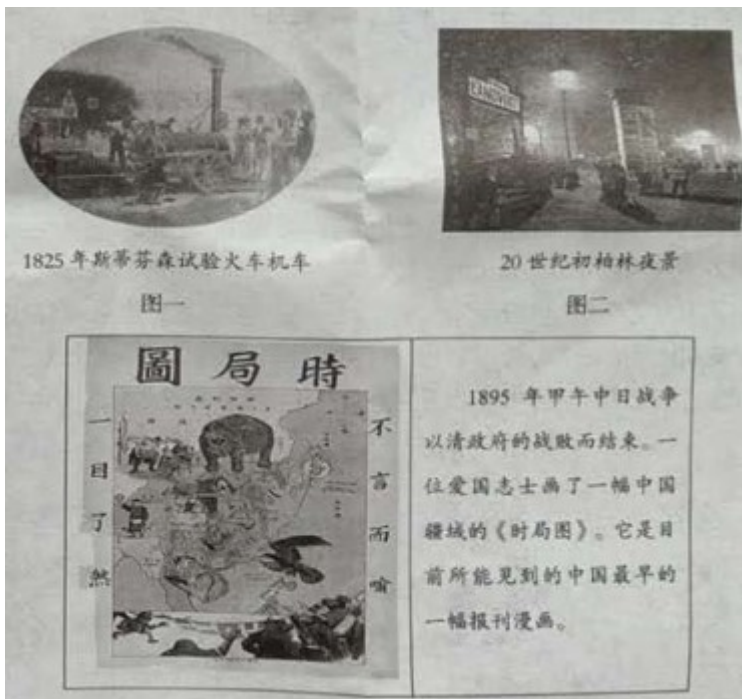 1825年斯蒂芬森试验火车机车
图一
20世纪初柏林夜景
图二
圖局時
一目了然
不言而喻
1895年甲午中日战争
以清政府的战败而结束。一
位爱国志士画了一幅中国
疆域的《时局图》。它是目
前所能见到的中国最早的
一幅报刊漫画。